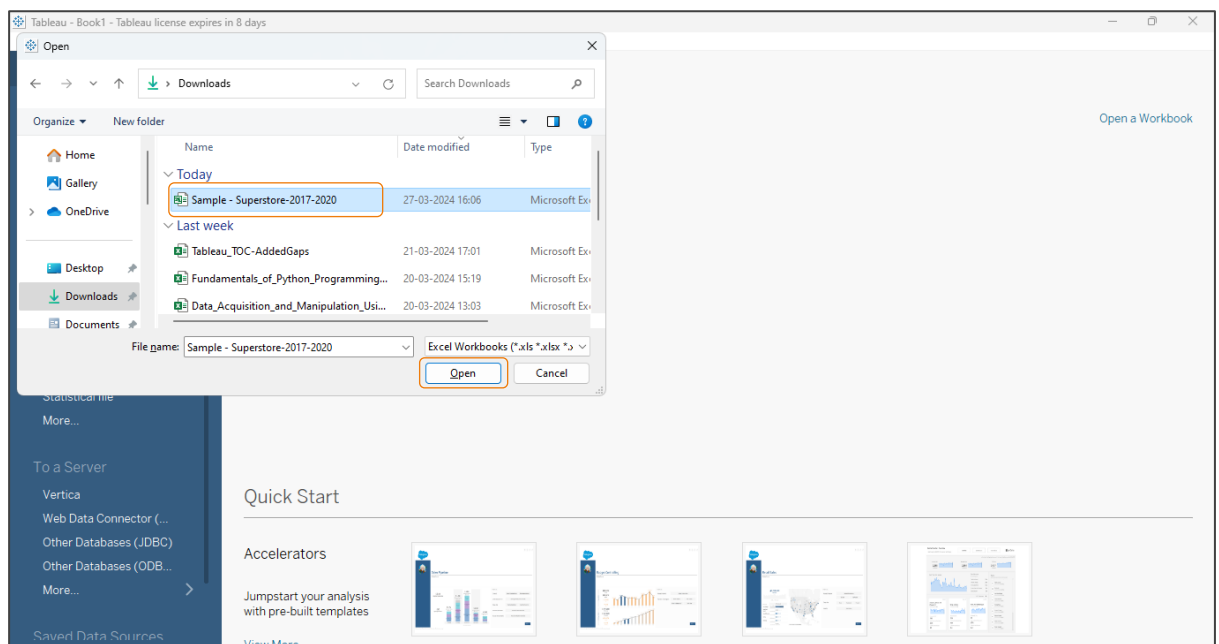 Tableau - Book1 - Tableau license expires in 8 days
Open
Downloads
Search Downloads
Organize
New folder
Name
Date modified
Type
Home
Gallery
OneDrive
Desktop
Downloads
Documents
Today
Sample - Superstore-2017-2020
27-03-2024 16:06
Microsoft Ex
Last week
Tableau_TOC-AddedGaps
21-03-2024 17:01
Microsoft Ex
Fundamentals_of_Python_Programming...
20-03-2024 15:19
Microsoft Ex
Data_Acquisition_and_Manipulation_Usi...
20-03-2024 13:03
Microsoft Ex
File name:
Sample - Superstore-2017-2020
Excel Workbooks (*.xls *.xlsx *.
Open
Cancel
Open a Workbook
Statistical file
More...
To a Server
Vertica
Web Data Connector (...
Other Databases (JDBC)
Other Databases (ODB...
More...
Saved Data Sources
Quick Start
Accelerators
Jumpstart your analysis
with pre-built templates
View More